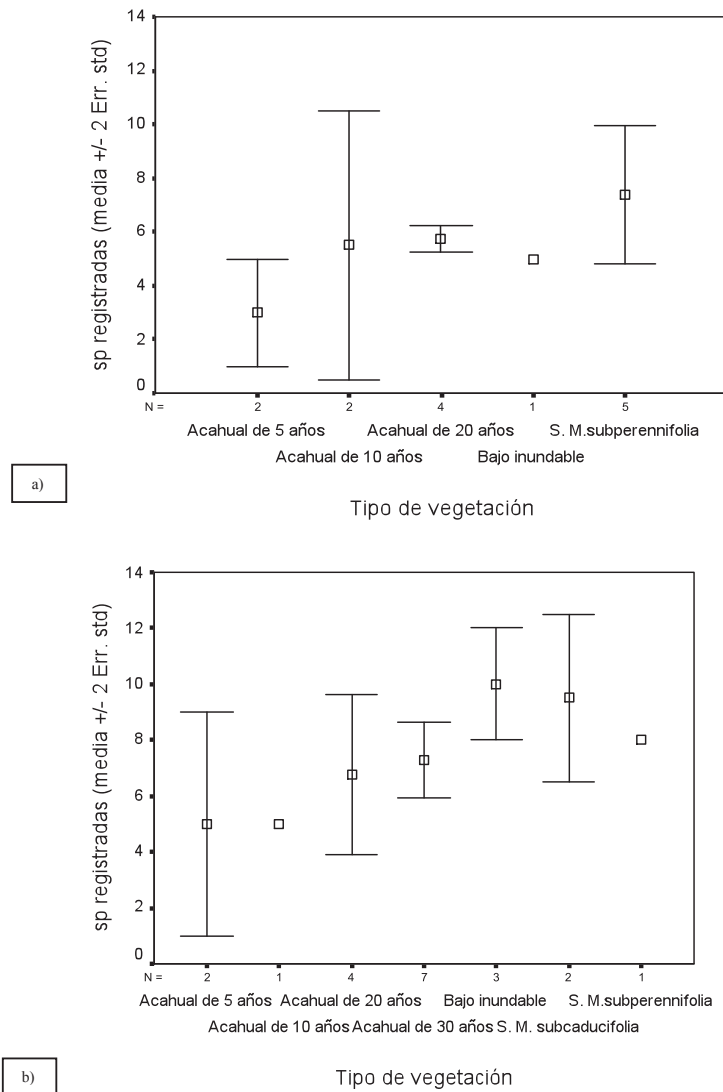 14
12
10
8
6
4
2
0
sp registradas (media +/- 2 Err. std)
N = 2 2 4 1 5
Acahual de 5 años Acahual de 20 años S. M.subperennifolia
Acahual de 10 años Bajo inundable
a)
Tipo de vegetación
14
12
10
8
6
4
2
0
sp registradas (media +/- 2 Err. std)
N = 2 1 4 7 3 2 1
Acahual de 5 años Acahual de 20 años Bajo inundable S. M.subperennifolia
Acahual de 10 años Acahual de 30 años S. M. subcaducifolia
b)
Tipo de vegetación